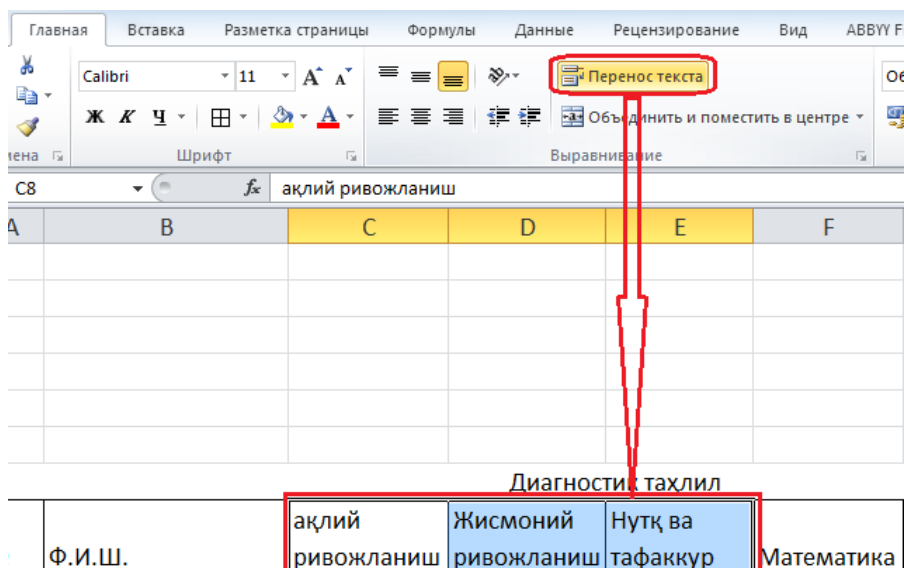 Главная Вставка Разметка страницы Формулы Данные Рецензирование Вид ABBYY F
Calibri 11 A A Перенос текста Об
Ж К Ч A Объединить и поместить в центре
мена Шрифт Выравнивание
C8 fx ақлий ривожланиш
A B C D E F
Диагностик таҳлил
ақлий Жисмоний Нутқ ва
Ф.И.Ш. ривожланиш ривожланиш тафаккур Математика